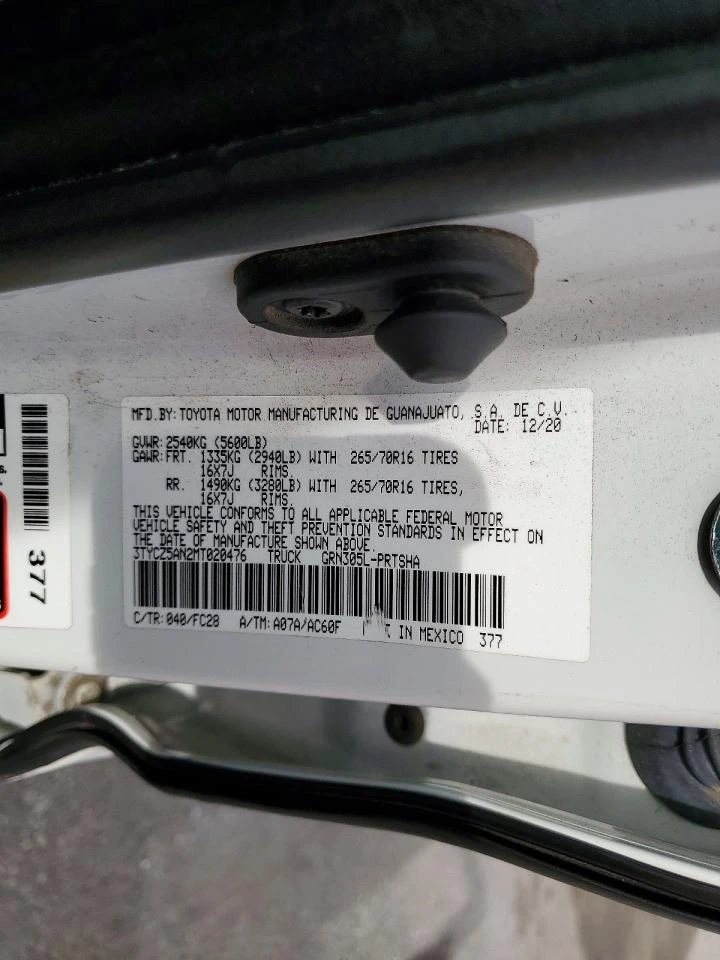 MFD.BY: TOYOTA MOTOR MANUFACTURING DE GUANAJUATO, S.A. DE C.V.
DATE: 12/20
GVWR: 2540KG (5600LB)
GAWR: FRT. 1335KG (2940LB) WITH 265/70R16 TIRES
16X7J RIMS.
RR. 1490KG (3280LB) WITH 265/70R16 TIRES,
16X7J RIMS.
THIS VEHICLE CONFORMS TO ALL APPLICABLE FEDERAL MOTOR
VEHICLE SAFETY AND THEFT PREVENTION STANDARDS IN EFFECT ON
THE DATE OF MANUFACTURE SHOWN ABOVE.
3TYCZ5AN2MT020476 TRUCK GRN305L-PRTSHA
C/TR: 040/FC28 A/TM: A07A/AC60F IN MEXICO 377
377